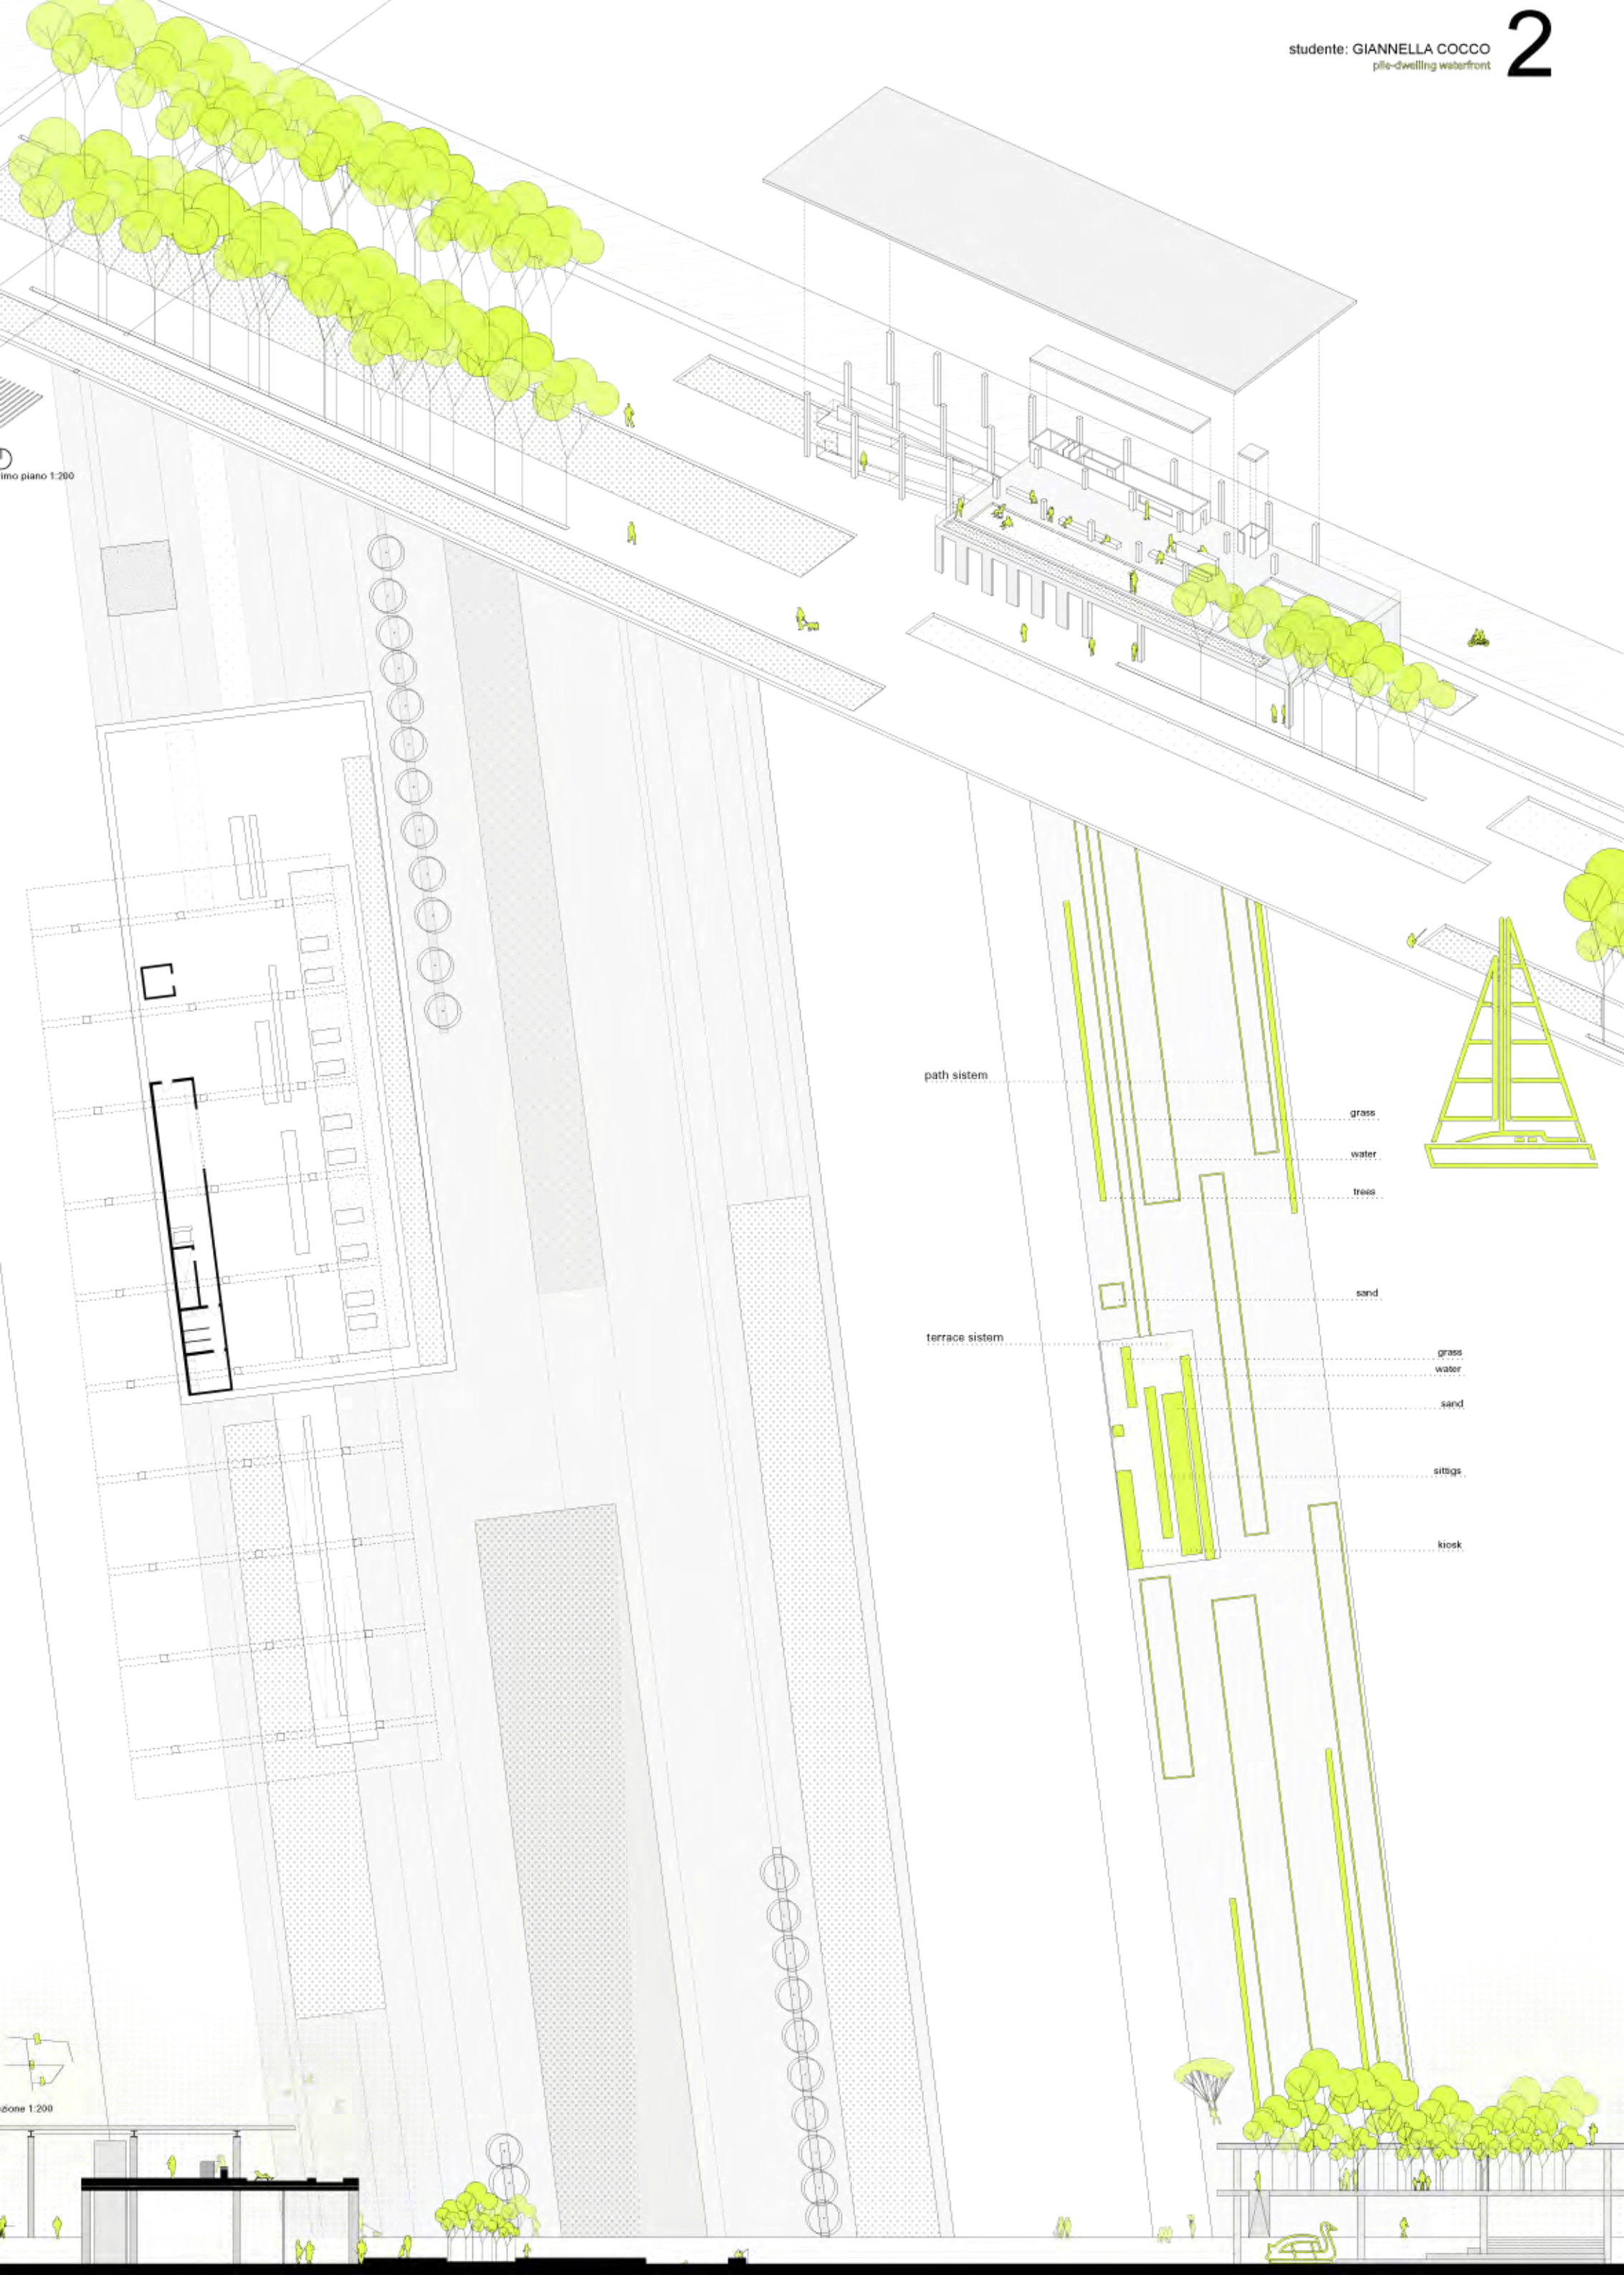 studente: GIANNELLA COCCO
2
pile-dwelling waterfront
imo piano 1:200
path sistem
grass
water
trees
sand
terrace sistem
grass
water
sand
sittigs
kiosk
zione 1:200